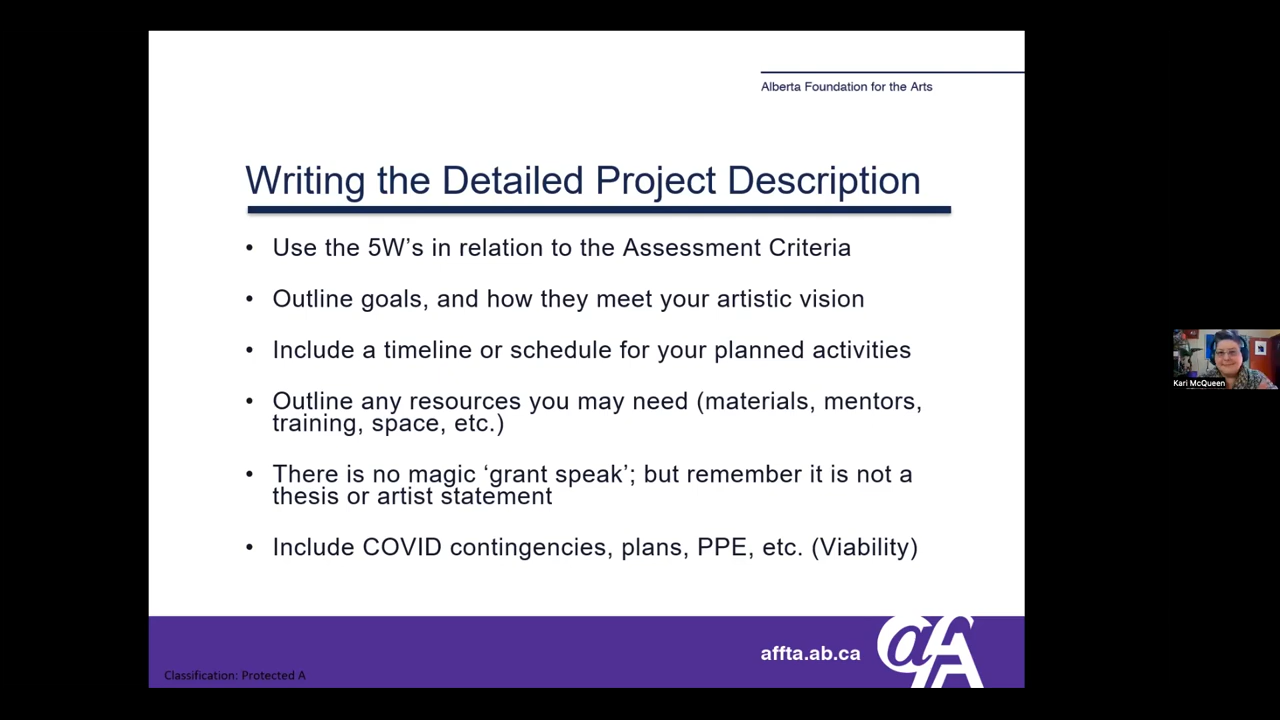 Alberta Foundation for the Arts
Writing the Detailed Project Description
• Use the 5W’s in relation to the Assessment Criteria
• Outline goals, and how they meet your artistic vision
• Include a timeline or schedule for your planned activities
• Outline any resources you may need (materials, mentors,
training, space, etc.)
• There is no magic ‘grant speak’; but remember it is not a
thesis or artist statement
• Include COVID contingencies, plans, PPE, etc. (Viability)
Kari McQueen
affta.ab.ca
afA
Classification: Protected A